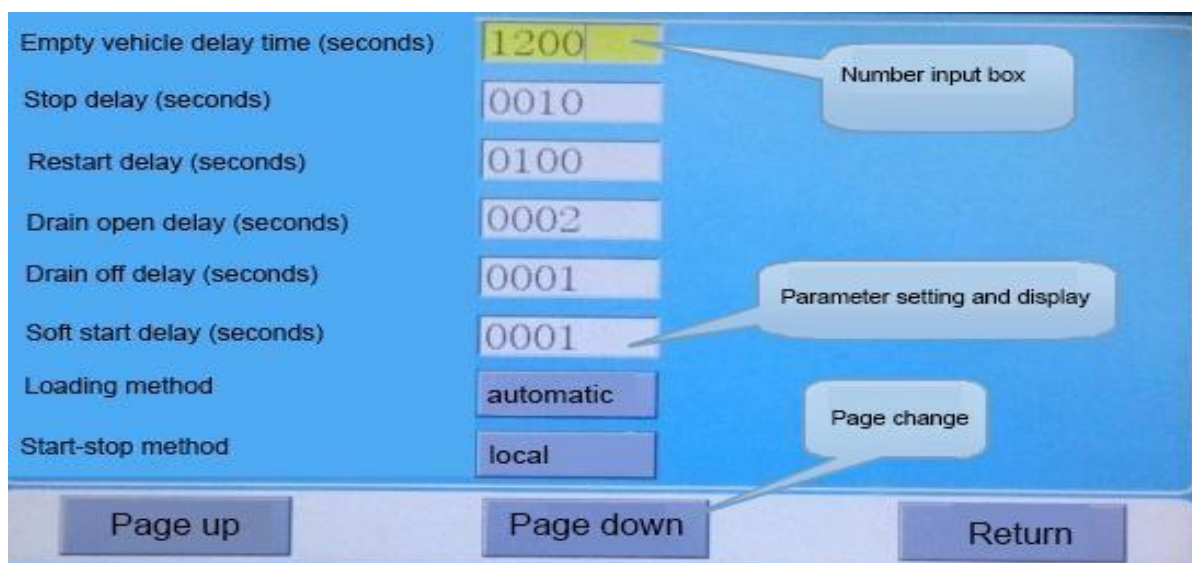 Empty vehicle delay time (seconds) 1200
Number input box
Stop delay (seconds) 0010
Restart delay (seconds) 0100
Drain open delay (seconds) 0002
Drain off delay (seconds) 0001
Parameter setting and display
Soft start delay (seconds) 0001
Loading method automatic
Page change
Start-stop method local
Page up Page down Return